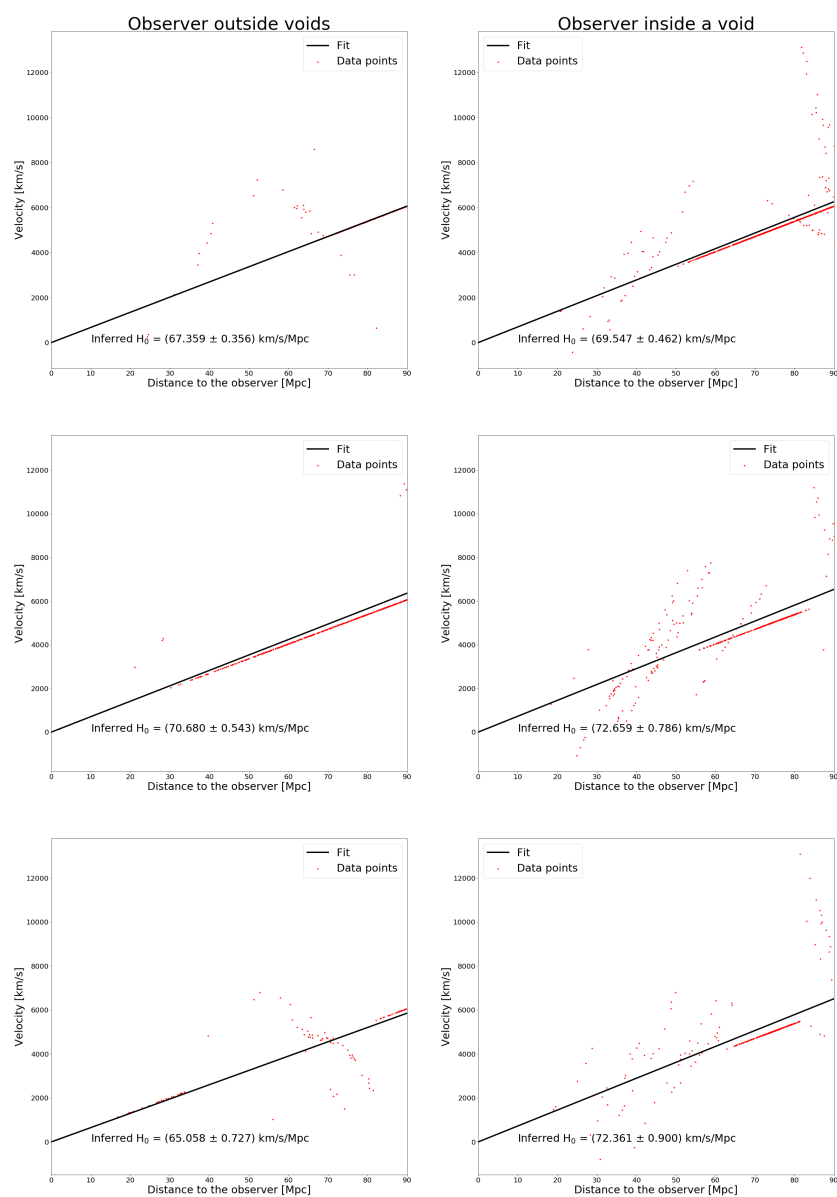 Observer outside voids
Observer inside a void
Fit
Data points
12000
10000
8000
6000
4000
2000
0
Velocity [km/s]
Inferred H₀ = (67.359 ± 0.356) km/s/Mpc
0 10 20 30 40 50 60 70 80 90
Distance to the observer [Mpc]
Fit
Data points
12000
10000
8000
6000
4000
2000
0
Velocity [km/s]
Inferred H₀ = (69.547 ± 0.462) km/s/Mpc
0 10 20 30 40 50 60 70 80 90
Distance to the observer [Mpc]
Fit
Data points
12000
10000
8000
6000
4000
2000
0
Velocity [km/s]
Inferred H₀ = (70.680 ± 0.543) km/s/Mpc
0 10 20 30 40 50 60 70 80 90
Distance to the observer [Mpc]
Fit
Data points
12000
10000
8000
6000
4000
2000
0
Velocity [km/s]
Inferred H₀ = (72.659 ± 0.786) km/s/Mpc
0 10 20 30 40 50 60 70 80 90
Distance to the observer [Mpc]
Fit
Data points
12000
10000
8000
6000
4000
2000
0
Velocity [km/s]
Inferred H₀ = (65.058 ± 0.727) km/s/Mpc
0 10 20 30 40 50 60 70 80 90
Distance to the observer [Mpc]
Fit
Data points
12000
10000
8000
6000
4000
2000
0
Velocity [km/s]
Inferred H₀ = (72.361 ± 0.900) km/s/Mpc
0 10 20 30 40 50 60 70 80 90
Distance to the observer [Mpc]